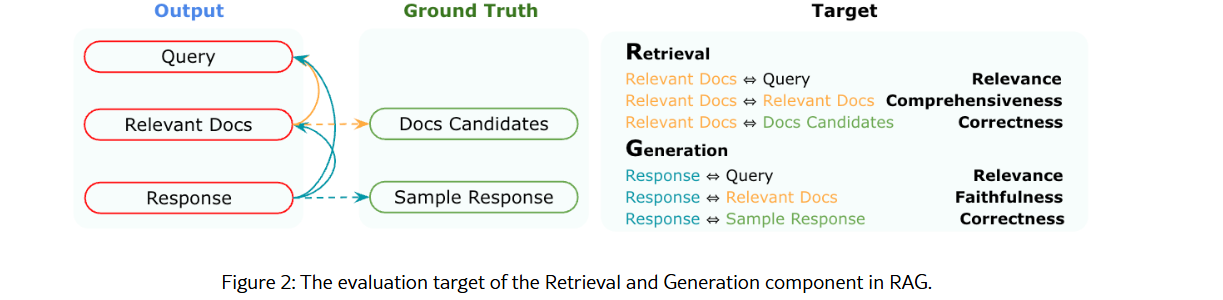 Output
Ground Truth
Target
Query
Relevant Docs
Response
Docs Candidates
Sample Response
Retrieval
Relevant Docs ⇔ Query Relevance
Relevant Docs ⇔ Relevant Docs Comprehensiveness
Relevant Docs ⇔ Docs Candidates Correctness
Generation
Response ⇔ Query Relevance
Response ⇔ Relevant Docs Faithfulness
Response ⇔ Sample Response Correctness
Figure 2: The evaluation target of the Retrieval and Generation component in RAG.